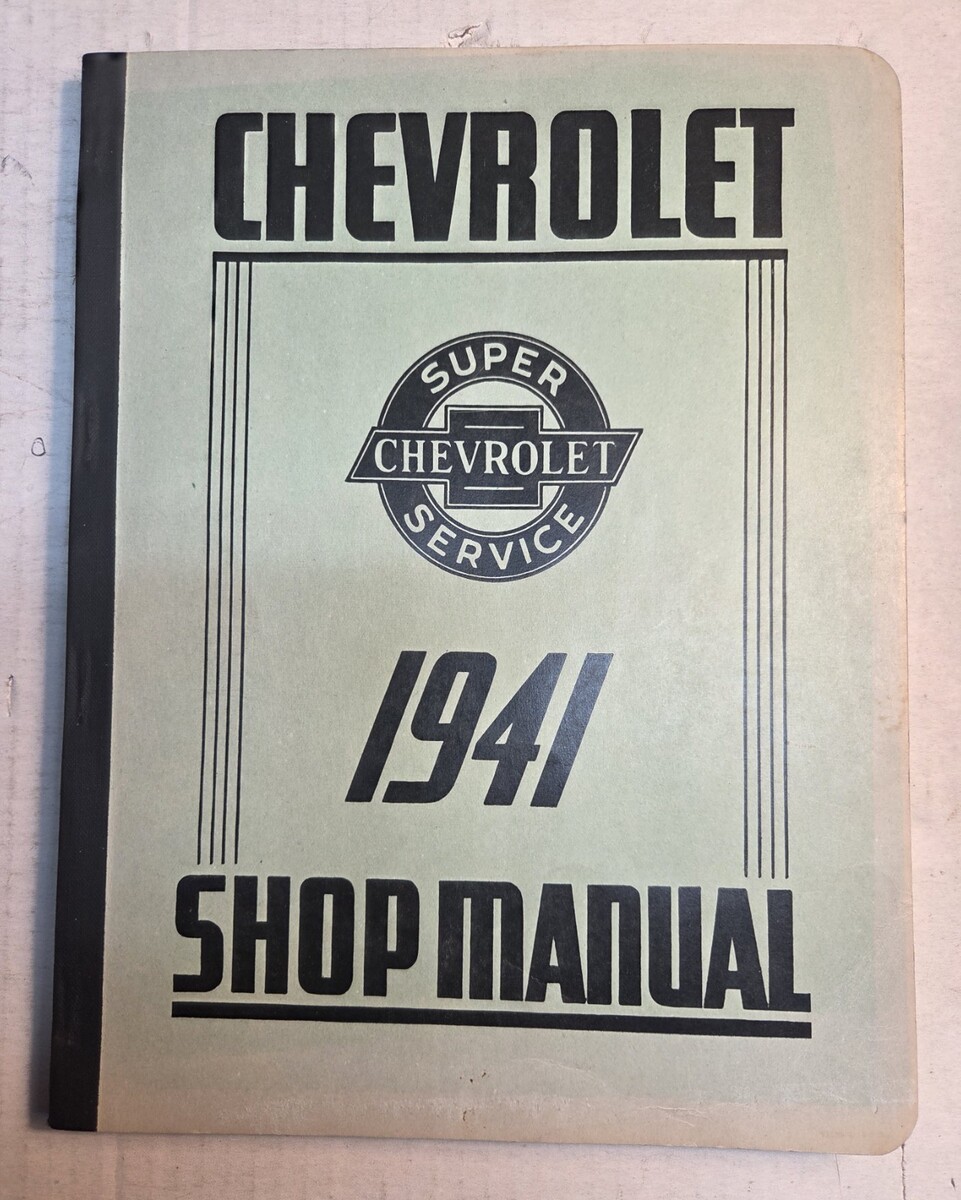 CHEVROLET
SUPER
CHEVROLET
SERVICE
1941
SHOP MANUAL